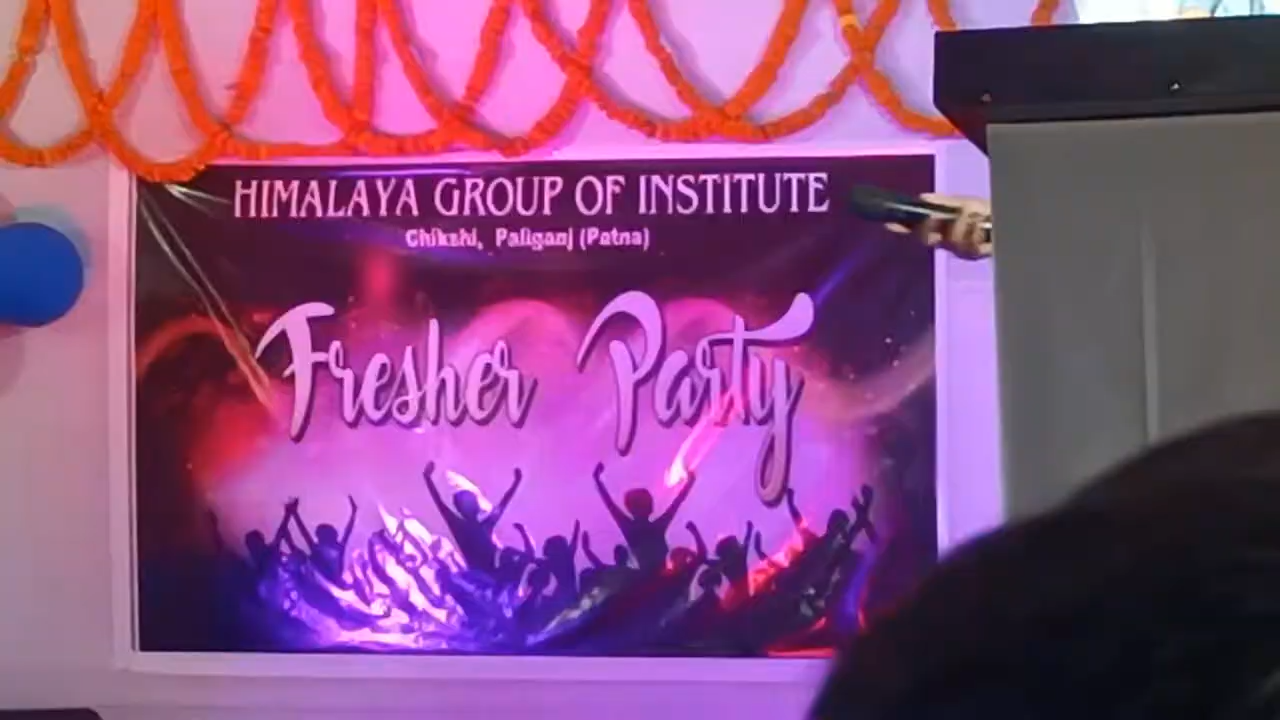 HIMALAYA GROUP OF INSTITUTE
Chikshi, Paliganj (Patna)
Fresher Party